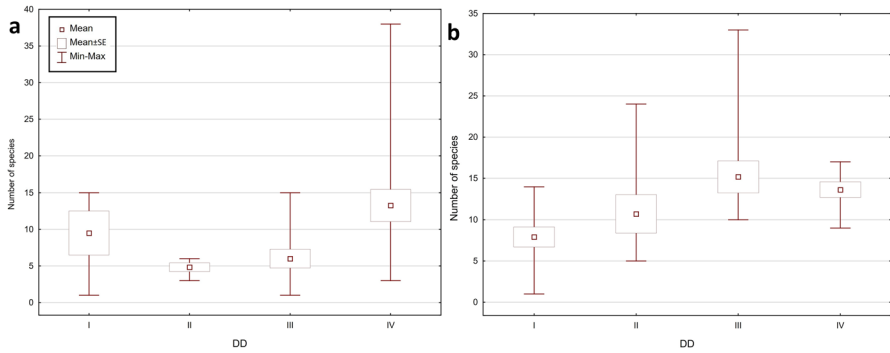 a
Mean
Mean±SE
Min-Max
Number of species
40
35
30
25
20
15
10
5
0
I
II
III
IV
DD
b
Number of species
35
30
25
20
15
10
5
0
I
II
III
IV
DD